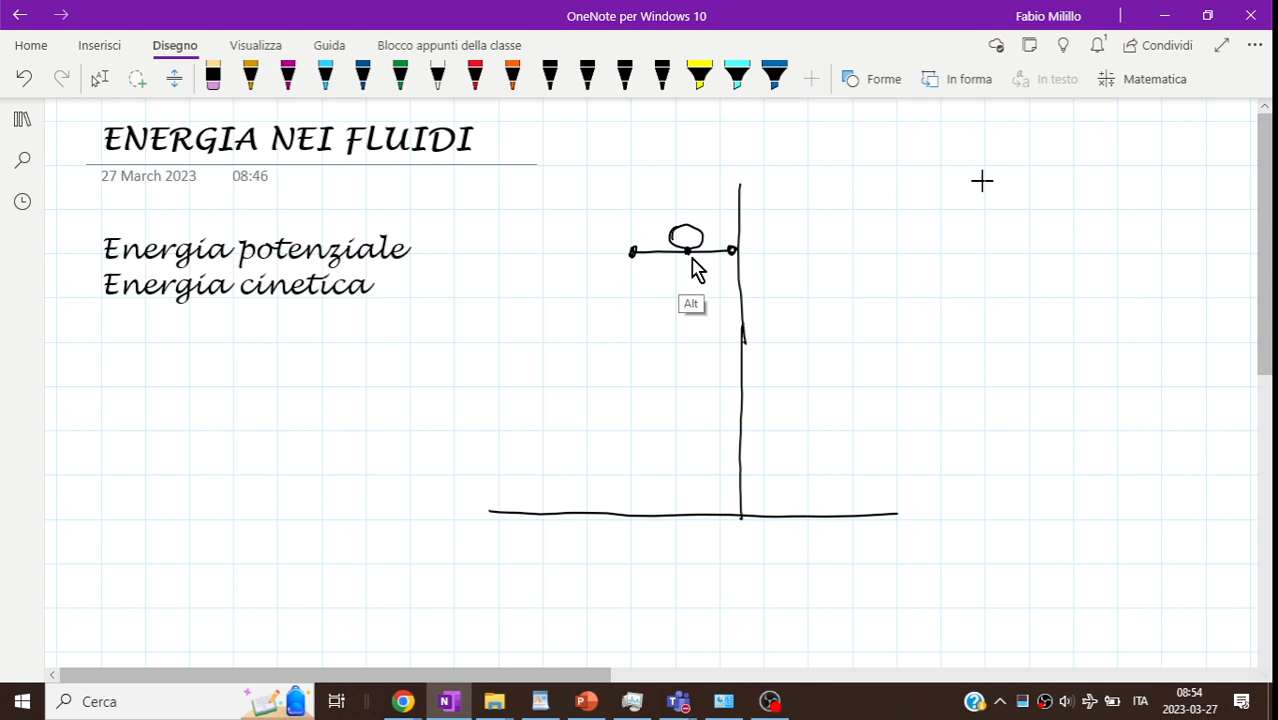 OneNote per Windows 10
Fabio Milillo
Home Inserisci Disegno Visualizza Guida Blocco appunti della classe
Condividi
Forme In forma In testo Matematica
ENERGIA NEI FLUIDI
27 March 2023 08:46
Energia potenziale
Energia cinetica
Alt
Cerca
ITA
08:54
2023-03-27